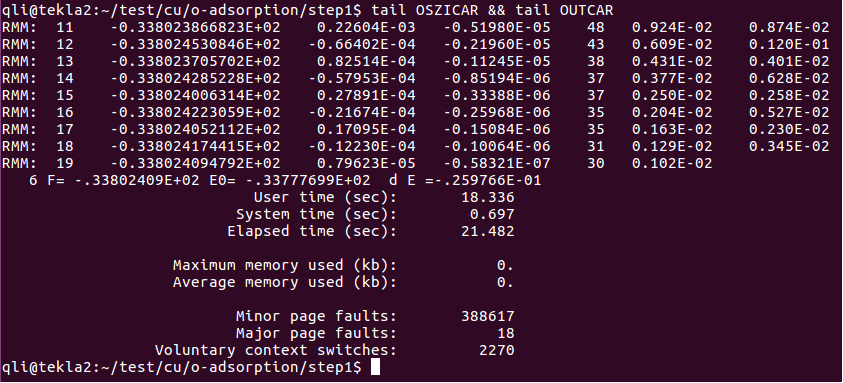 qli@tekla2:~/test/cu/o-adsorption/step1$ tail OSZICAR && tail OUTCAR
RMM:  11    -0.338023866823E+02    0.22604E-03   -0.51980E-05    48   0.924E-02    0.874E-02
RMM:  12    -0.338024530846E+02   -0.66402E-04   -0.21960E-05    43   0.609E-02    0.120E-01
RMM:  13    -0.338023705702E+02    0.82514E-04   -0.11245E-05    38   0.431E-02    0.401E-02
RMM:  14    -0.338024285228E+02   -0.57953E-04   -0.85194E-06    37   0.377E-02    0.628E-02
RMM:  15    -0.338024006314E+02    0.27891E-04   -0.33388E-06    37   0.250E-02    0.258E-02
RMM:  16    -0.338024223059E+02   -0.21674E-04   -0.25968E-06    35   0.204E-02    0.527E-02
RMM:  17    -0.338024052112E+02    0.17095E-04   -0.15084E-06    35   0.163E-02    0.230E-02
RMM:  18    -0.338024174415E+02   -0.12230E-04   -0.10064E-06    31   0.129E-02    0.345E-02
RMM:  19    -0.338024094792E+02    0.79623E-05   -0.58321E-07    30   0.102E-02
   6 F= -.33802409E+02 E0= -.33777699E+02  d E =-.259766E-01
                         User time (sec):       18.336
                       System time (sec):        0.697
                      Elapsed time (sec):       21.482
                Maximum memory used (kb):           0.
                Average memory used (kb):           0.
                       Minor page faults:       388617
                       Major page faults:           18
              Voluntary context switches:         2270
qli@tekla2:~/test/cu/o-adsorption/step1$